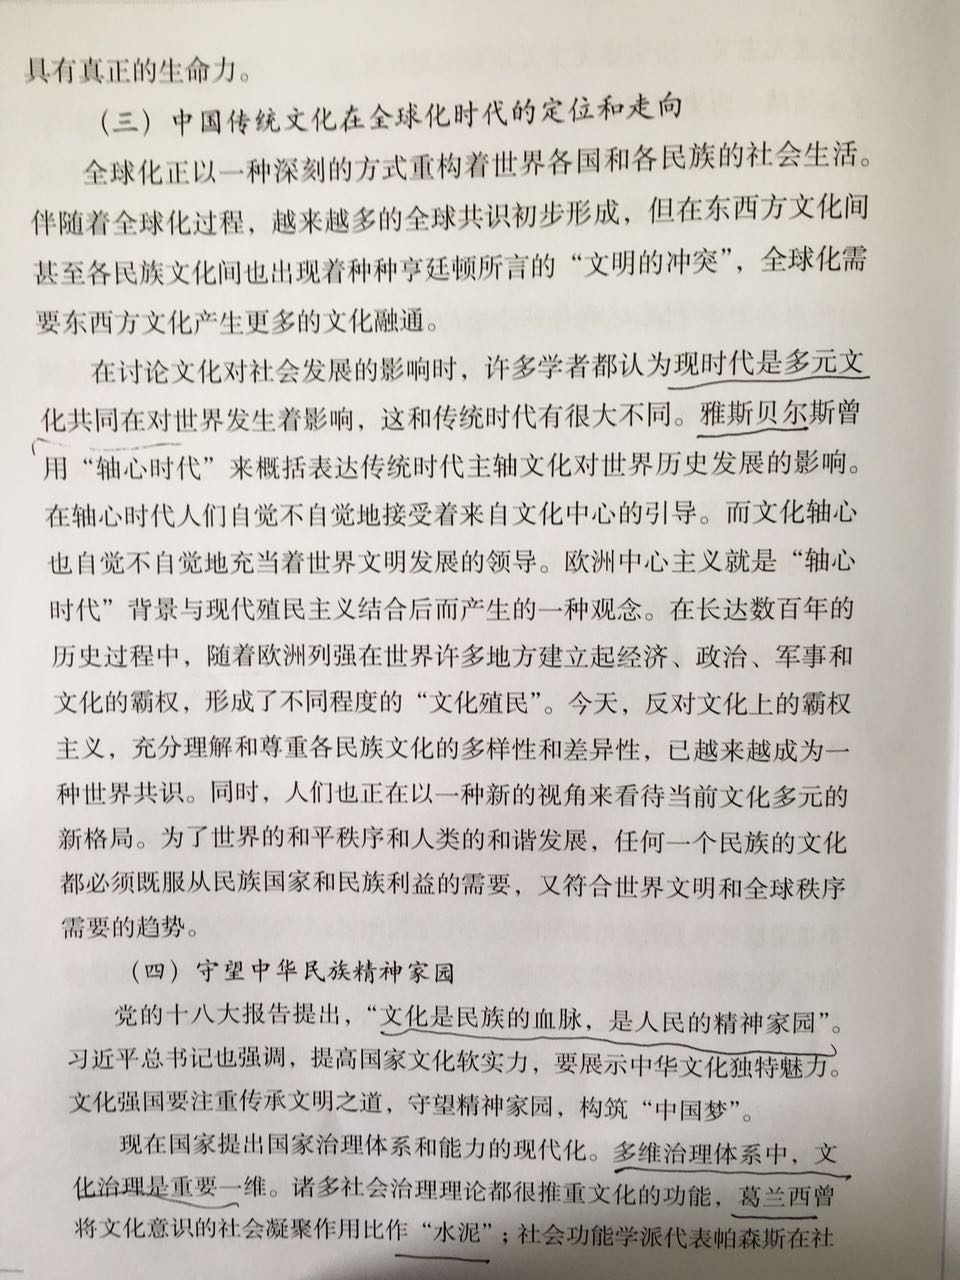 具有真正的生命力。
（三）中国传统文化在全球化时代的定位和走向
全球化正以一种深刻的方式重构着世界各国和各民族的社会生活。
伴随着全球化过程，越来越多的全球共识初步形成，但在东西方文化间
甚至各民族文化间也出现着种种亨廷顿所言的“文明的冲突”，全球化需
要东西方文化产生更多的文化融通。
在讨论文化对社会发展的影响时，许多学者都认为现时代是多元文
化共同在对世界发生着影响，这和传统时代有很大不同。雅斯贝尔斯曾
用“轴心时代”来概括表达传统时代主轴文化对世界历史发展的影响。
在轴心时代人们自觉不自觉地接受着来自文化中心的引导。而文化轴心
也自觉不自觉地充当着世界文明发展的领导。欧洲中心主义就是“轴心
时代”背景与现代殖民主义结合后而产生的一种观念。在长达数百年的
历史过程中，随着欧洲列强在世界许多地方建立起经济、政治、军事和
文化的霸权，形成了不同程度的“文化殖民”。今天，反对文化上的霸权
主义，充分理解和尊重各民族文化的多样性和差异性，已越来越成为一
种世界共识。同时，人们也正在以一种新的视角来看待当前文化多元的
新格局。为了世界的和平秩序和人类的和谐发展，任何一个民族的文化
都必须既服从民族国家和民族利益的需要，又符合世界文明和全球秩序
需要的趋势。
（四）守望中华民族精神家园
党的十八大报告提出，“文化是民族的血脉，是人民的精神家园”。
习近平总书记也强调，提高国家文化软实力，要展示中华文化独特魅力。
文化强国要注重传承文明之道，守望精神家园，构筑“中国梦”。
现在国家提出国家治理体系和能力的现代化。多维治理体系中，文
化治理是重要一维。诸多社会治理理论都很推重文化的功能，葛兰西曾
将文化意识的社会凝聚作用比作“水泥”；社会功能学派代表帕森斯在社